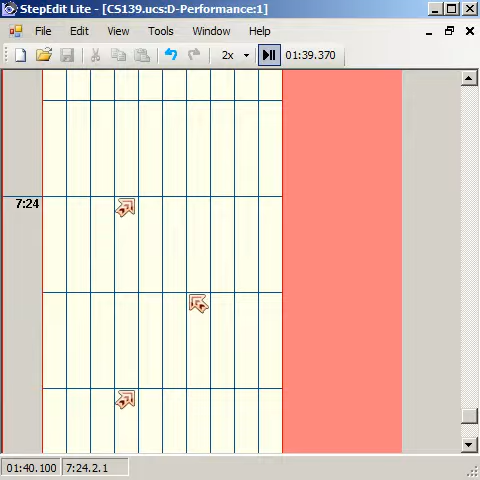 StepEdit Lite - [CS139.ucs:D-Performance:1]
File Edit View Tools Window Help
2x 01:39.370
7:24
01:40.100 7:24.2.1